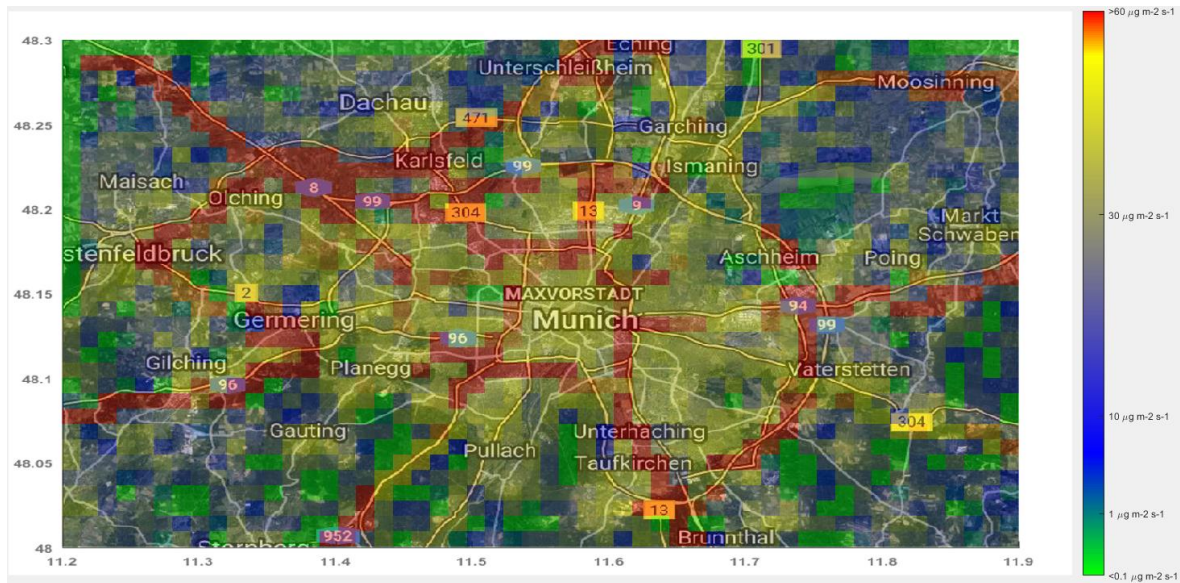 >60 μg m-2 s-1
48.3
Eching
301
Unterschleißheim
Moosinning
Dachau
471
48.25
Garching
Karlsfeld
99
Ismaning
Maisach
8
Olching
99
9
48.2
304
13
Markt
Schwaben
30 μg m-2 s-1
stenfeldbruck
Aschheim
Poing
48.15
2
MAXVORSTADT
94
Germering
Munich
99
96
Gilching
Planegg
Vaterstetten
48.1
96
304
10 μg m-2 s-1
Gauting
Unterhaching
Pullach
48.05
Taufkirchen
13
1 μg m-2 s-1
952
Brunnthal
48
Starnberg
11.2 11.3 11.4 11.5 11.6 11.7 11.8 11.9
<0.1 μg m-2 s-1